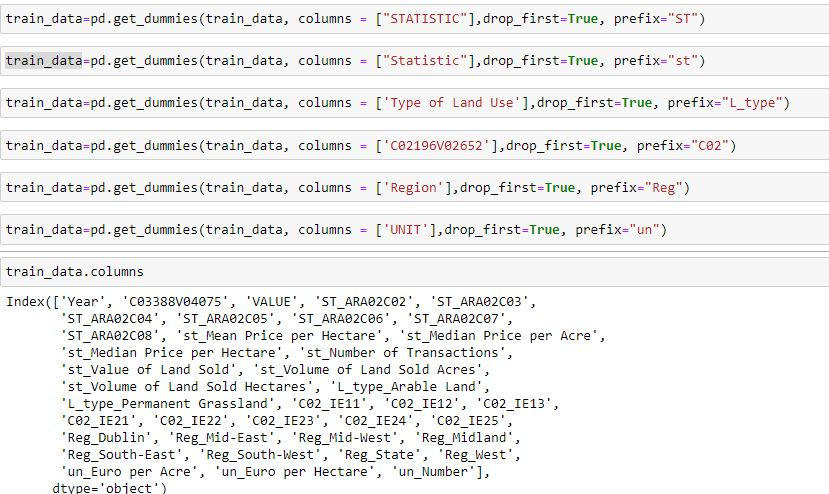 train_data=pd.get_dummies(train_data, columns = ["STATISTIC"],drop_first=True, prefix="ST")
train_data=pd.get_dummies(train_data, columns = ["Statistic"],drop_first=True, prefix="st")
train_data=pd.get_dummies(train_data, columns = ['Type of Land Use'],drop_first=True, prefix="L_type")
train_data=pd.get_dummies(train_data, columns = ['C02196V02652'],drop_first=True, prefix="C02")
train_data=pd.get_dummies(train_data, columns = ['Region'],drop_first=True, prefix="Reg")
train_data=pd.get_dummies(train_data, columns = ['UNIT'],drop_first=True, prefix="un")
train_data.columns
Index(['Year', 'C03388V04075', 'VALUE', 'ST_ARA02C02', 'ST_ARA02C03',
'ST_ARA02C04', 'ST_ARA02C05', 'ST_ARA02C06', 'ST_ARA02C07',
'ST_ARA02C08', 'st_Mean Price per Hectare', 'st_Median Price per Acre',
'st_Median Price per Hectare', 'st_Number of Transactions',
'st_Value of Land Sold', 'st_Volume of Land Sold Acres',
'st_Volume of Land Sold Hectares', 'L_type_Arable Land',
'L_type_Permanent Grassland', 'C02_IE11', 'C02_IE12', 'C02_IE13',
'C02_IE21', 'C02_IE22', 'C02_IE23', 'C02_IE24', 'C02_IE25',
'Reg_Dublin', 'Reg_Mid-East', 'Reg_Mid-West', 'Reg_Midland',
'Reg_South-East', 'Reg_South-West', 'Reg_State', 'Reg_West',
'un_Euro per Acre', 'un_Euro per Hectare', 'un_Number'],
dtype='object')